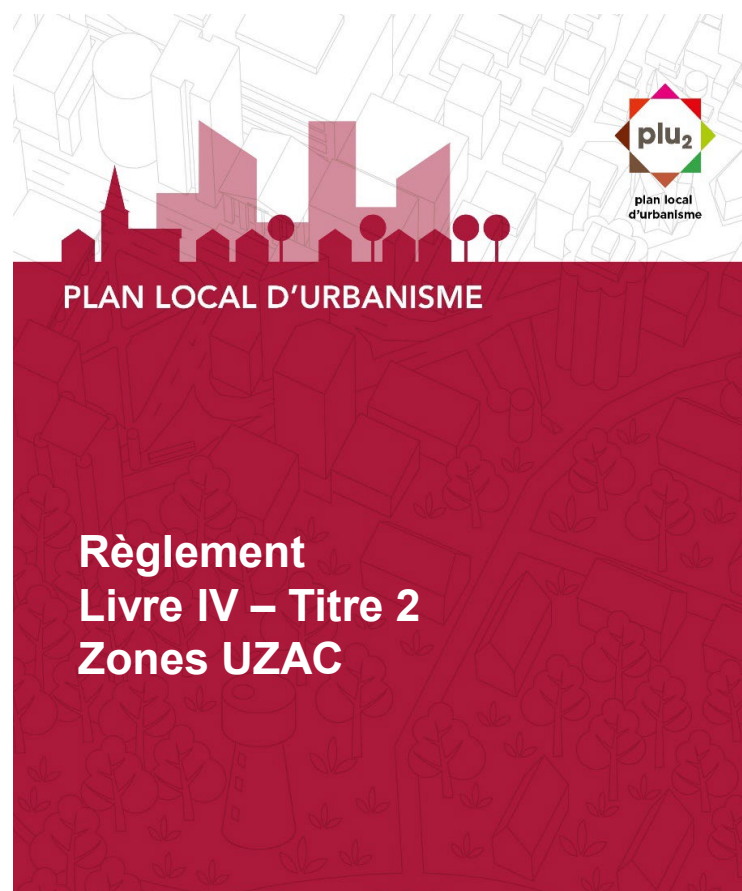 plu2
plan local
d'urbanisme
PLAN LOCAL D'URBANISME
Règlement
Livre IV – Titre 2
Zones UZAC